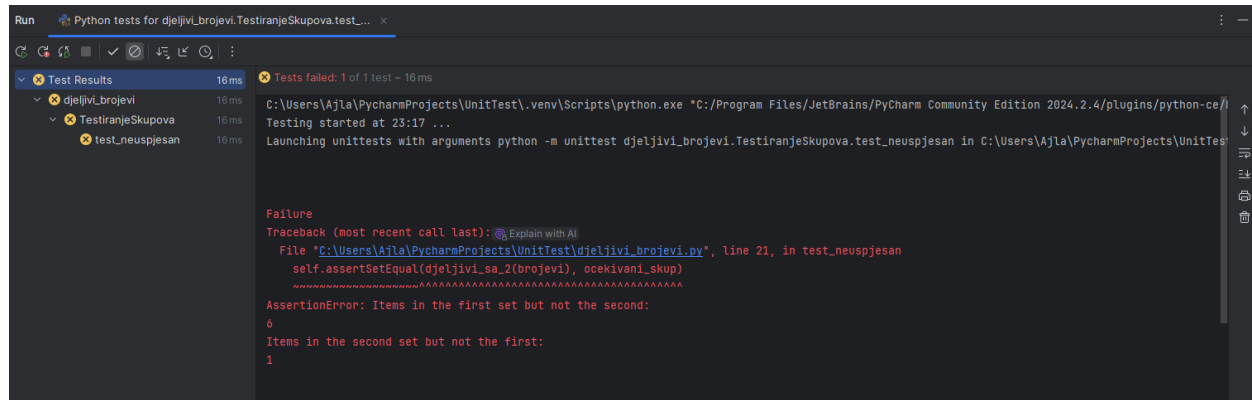 Run Python tests for djeljivi_brojevi.TestiranjeSkupova.test_...
Test Results 16 ms
djeljivi_brojevi 16 ms
TestiranjeSkupova 16 ms
test_neuspjesan 16 ms
Tests failed: 1 of 1 test – 16 ms
C:\Users\Ajla\PycharmProjects\UnitTest\.venv\Scripts\python.exe "C:/Program Files/JetBrains/PyCharm Community Edition 2024.2.4/plugins/python-ce/
Testing started at 23:17 ...
Launching unittests with arguments python -m unittest djeljivi_brojevi.TestiranjeSkupova.test_neuspjesan in C:\Users\Ajla\PycharmProjects\UnitTes
Failure
Traceback (most recent call last): Explain with AI
File "C:\Users\Ajla\PycharmProjects\UnitTest\djeljivi_brojevi.py", line 21, in test_neuspjesan
self.assertSetEqual(djeljivi_sa_2(brojevi), ocekivani_skup)
~~~~~~~~~~~~~~~~~~~^^^^^^^^^^^^^^^^^^^^^^^^^^^^^^^^^^^^^^^^
AssertionError: Items in the first set but not the second:
6
Items in the second set but not the first:
1